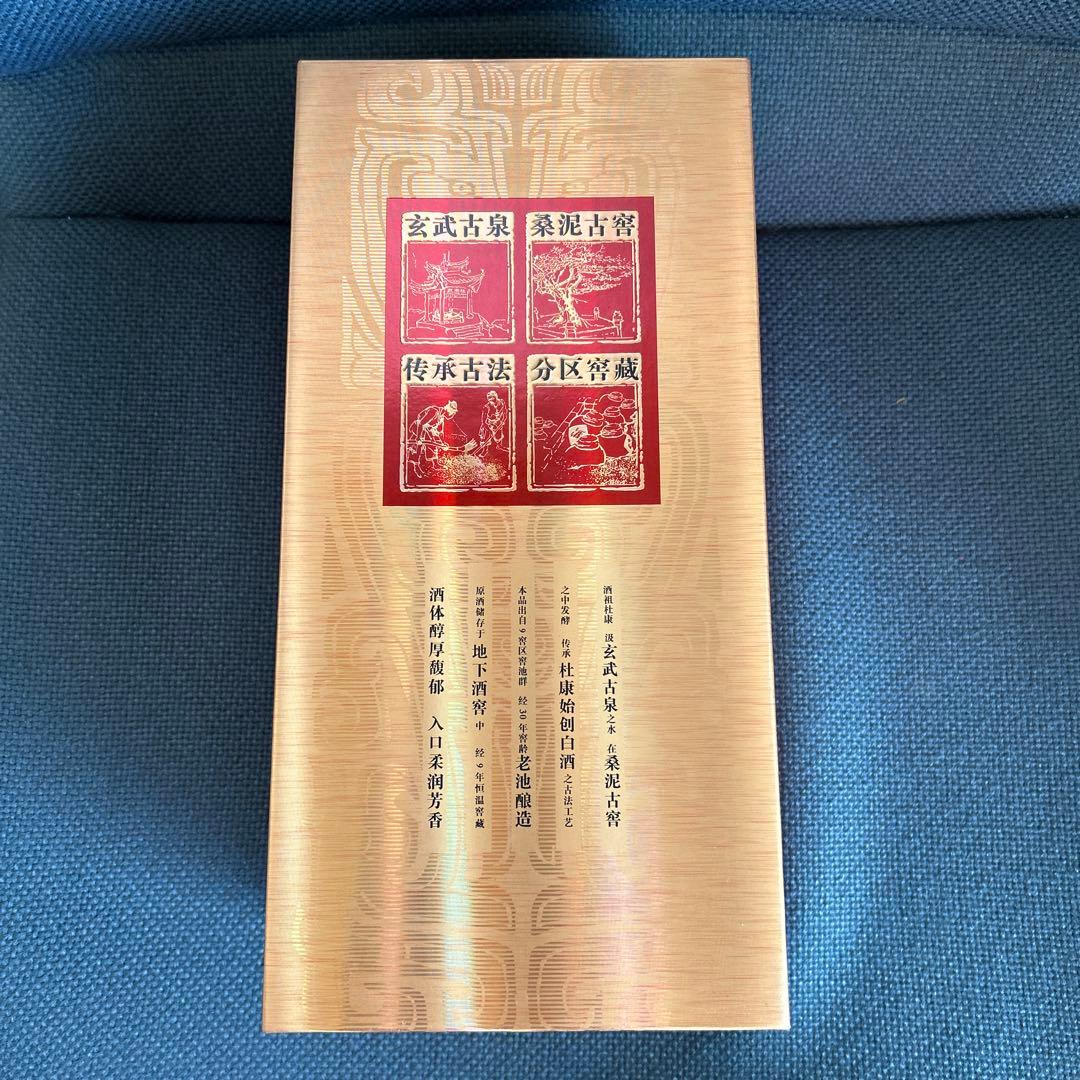 玄武古泉
桑泥古窖
传承古法
分区窖藏
酒祖杜康 汲玄武古泉之水 在桑泥古窖
之中发酵 传承杜康始创白酒之古法工艺
本品出自9窖区窖池群 经30年窖龄老池酿造
原酒储存于地下酒窖中 经9年恒温窖藏
酒体醇厚馥郁 入口柔润芳香